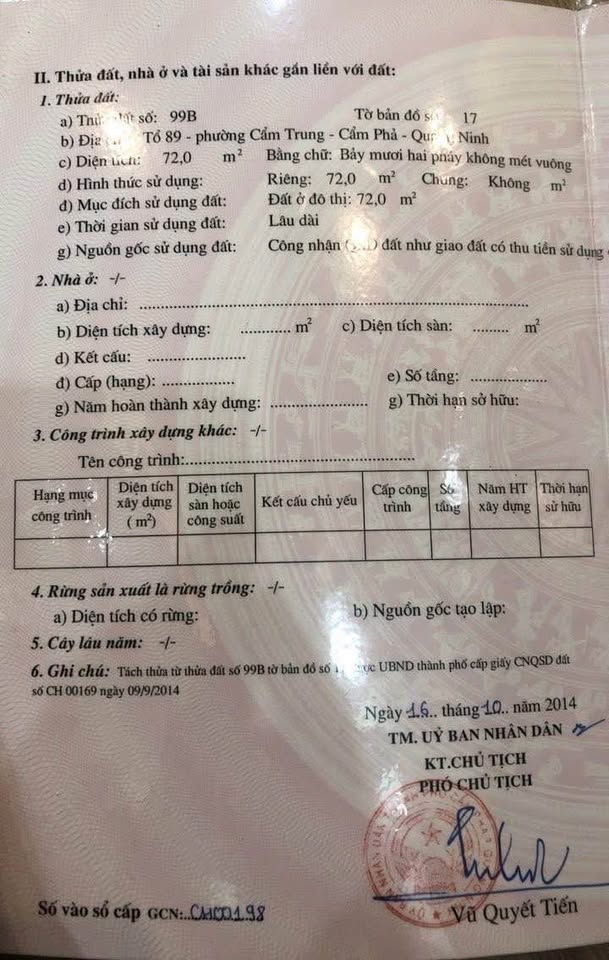 II. Thửa đất, nhà ở và tài sản khác gắn liền với đất:
1. Thửa đất:
a) Thửa đất số: 99B Tờ bản đồ số 17
b) Địa Tổ 89 - phường Cẩm Trung - Cẩm Phả - Quảng Ninh
c) Diện tích: 72,0 m² Bằng chữ: Bảy mươi hai phảy không mét vuông
d) Hình thức sử dụng: Riêng: 72,0 m² Chung: Không m²
đ) Mục đích sử dụng đất: Đất ở đô thị: 72,0 m²
e) Thời gian sử dụng đất: Lâu dài
g) Nguồn gốc sử dụng đất: Công nhận đất như giao đất có thu tiền sử dụng
2. Nhà ở: -/-
a) Địa chỉ: ..........
b) Diện tích xây dựng: .......... m² c) Diện tích sàn: ......... m²
d) Kết cấu: ..........
đ) Cấp (hạng): .......... e) Số tầng: ..........
g) Năm hoàn thành xây dựng: .......... g) Thời hạn sở hữu:
3. Công trình xây dựng khác: -/-
Tên công trình:..........
Hạng mục công trình Diện tích xây dựng ( m²) Diện tích sàn hoặc công suất Kết cấu chủ yếu Cấp công trình Số tầng Năm HT xây dựng Thời hạn sử hữu
4. Rừng sản xuất là rừng trồng: -/-
a) Diện tích có rừng: b) Nguồn gốc tạo lập:
5. Cây lâu năm: -/-
6. Ghi chú: Tách thửa từ thửa đất số 99B tờ bản đồ số UBND thành phố cấp giấy CNQSD đất
số CH 00169 ngày 09/9/2014
Ngày 16.. tháng 10.. năm 2014
TM. UỶ BAN NHÂN DÂN
KT.CHỦ TỊCH
PHÓ CHỦ TỊCH
Vũ Quyết Tiến
Số vào sổ cấp GCN:..CH00198